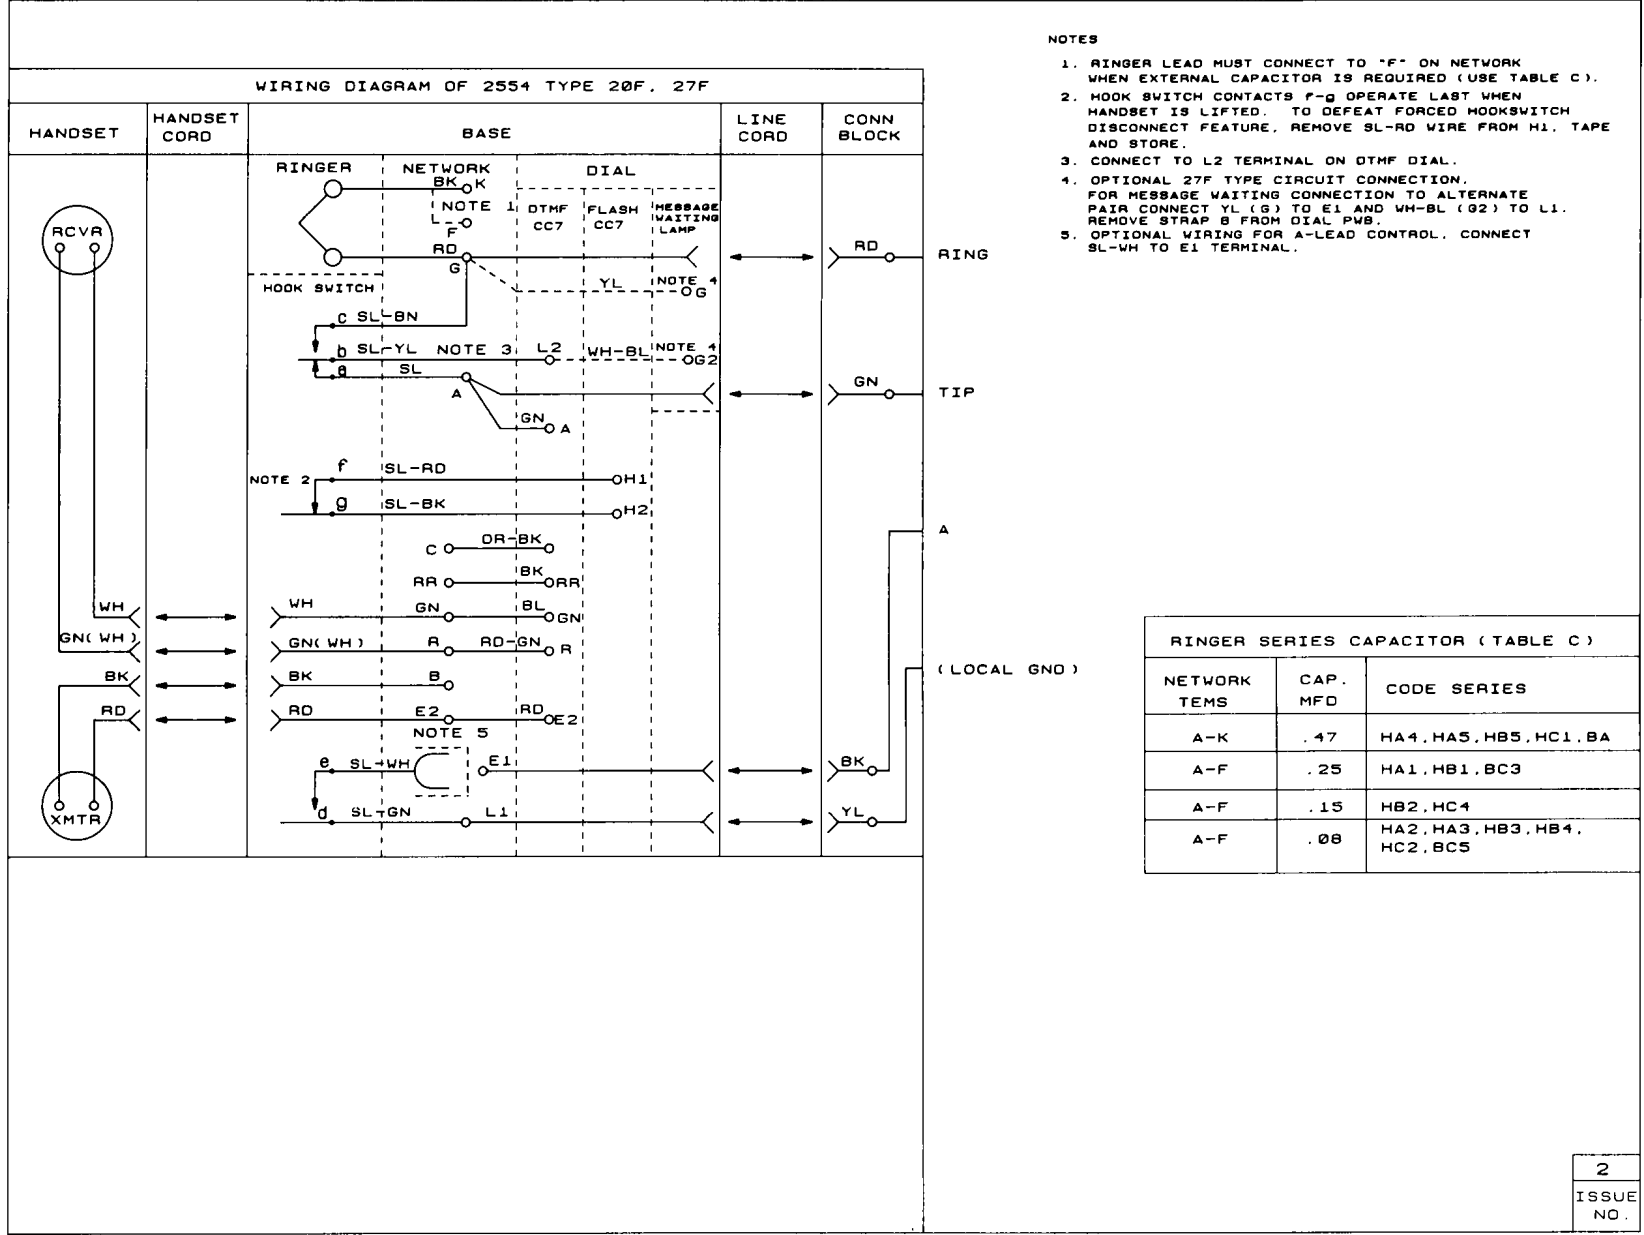 WIRING DIAGRAM OF 2554 TYPE 20F, 27F
HANDSET
HANDSET CORD
BASE
LINE CORD
CONN BLOCK
RINGER
NETWORK
DIAL
BK K
NOTE 1
F
DTMF CC7
FLASH CC7
MESSAGE WAITING LAMP
RCVR
RD
G
RD
RING
HOOK SWITCH
YL
NOTE 4
G
c SL-BN
b SL-YL NOTE 3 L2
WH-BL
NOTE 4
G2
a SL
A
GN
TIP
GN
A
f SL-RD
NOTE 2
H1
g SL-BK
H2
A
C
OR-BK
RR
BK
RR
WH
WH
GN
BL
GN
GN(WH)
GN(WH)
R
RD-GN
R
BK
BK
B
(LOCAL GND)
RD
RD
E2
RD
E2
NOTE 5
e SL-WH
E1
BK
XMTR
d SL-GN
L1
YL
NOTES
1. RINGER LEAD MUST CONNECT TO "F" ON NETWORK
WHEN EXTERNAL CAPACITOR IS REQUIRED (USE TABLE C).
2. HOOK SWITCH CONTACTS f-g OPERATE LAST WHEN
HANDSET IS LIFTED. TO DEFEAT FORCED HOOKSWITCH
DISCONNECT FEATURE, REMOVE SL-RD WIRE FROM H1, TAPE
AND STORE.
3. CONNECT TO L2 TERMINAL ON DTMF DIAL.
4. OPTIONAL 27F TYPE CIRCUIT CONNECTION.
FOR MESSAGE WAITING CONNECTION TO ALTERNATE
PAIR CONNECT YL (G) TO E1 AND WH-BL (G2) TO L1.
REMOVE STRAP B FROM DIAL PWB.
5. OPTIONAL WIRING FOR A-LEAD CONTROL. CONNECT
SL-WH TO E1 TERMINAL.
RINGER SERIES CAPACITOR (TABLE C)
NETWORK TEMS
CAP. MFD
CODE SERIES
A-K .47 HA4,HA5,HB5,HC1,BA
A-F .25 HA1,HB1,BC3
A-F .15 HB2,HC4
A-F .08 HA2,HA3,HB3,HB4,
HC2,BC5
2
ISSUE
NO.